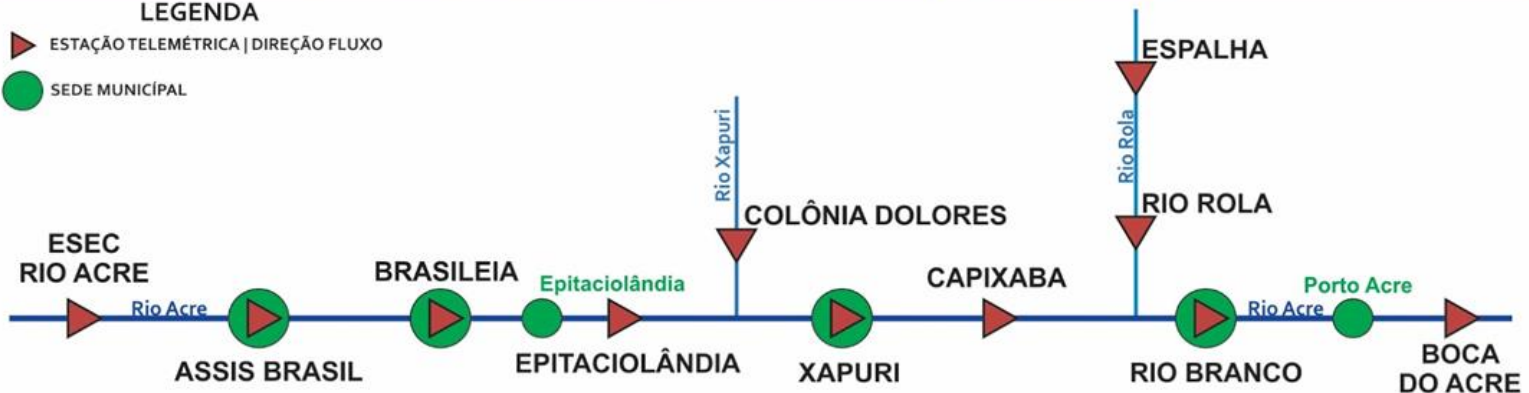 LEGENDA
ESTAÇÃO TELEMÉTRICA | DIREÇÃO FLUXO
SEDE MUNICÍPAL
ESPALHA
Rio Xapuri
Rio Rola
COLÔNIA DOLORES
RIO ROLA
ESEC
RIO ACRE
BRASILEIA
Epitaciolândia
CAPIXABA
Porto Acre
Rio Acre
Rio Acre
ASSIS BRASIL
EPITACIOLÂNDIA
XAPURI
RIO BRANCO
BOCA
DO ACRE